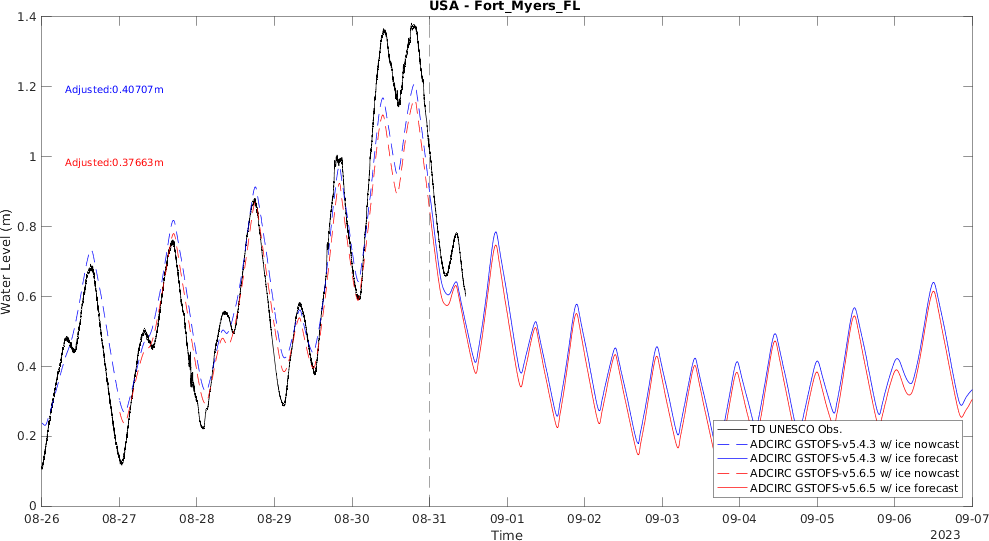 USA - Fort_Myers_FL
1.4
1.2
1
0.8
0.6
0.4
0.2
0
Water Level (m)
Adjusted:0.40707m
Adjusted:0.37663m
TD UNESCO Obs.
ADCIRC GSTOFS-v5.4.3 w/ ice nowcast
ADCIRC GSTOFS-v5.4.3 w/ ice forecast
ADCIRC GSTOFS-v5.6.5 w/ ice nowcast
ADCIRC GSTOFS-v5.6.5 w/ ice forecast
08-26 08-27 08-28 08-29 08-30 08-31 09-01 09-02 09-03 09-04 09-05 09-06 09-07
Time
2023